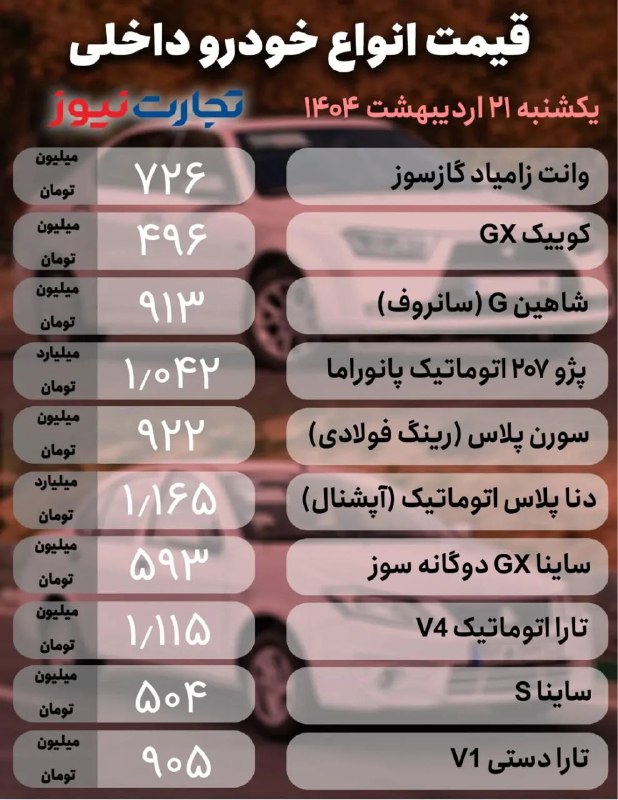 قیمت انواع خودرو داخلی
تجارت‌نیوز
یکشنبه ۲۱ اردیبهشت ۱۴۰۴
وانت زامیاد گازسوز ۷۲۶ میلیون تومان
کوییک GX ۴۹۶ میلیون تومان
شاهین G (سانروف) ۹۱۳ میلیون تومان
پژو ۲۰۷ اتوماتیک پانوراما ۱٫۰۴۲ میلیارد تومان
سورن پلاس (رینگ فولادی) ۹۲۲ میلیون تومان
دنا پلاس اتوماتیک (آپشنال) ۱٫۱۶۵ میلیارد تومان
ساینا GX دوگانه سوز ۵۹۳ میلیون تومان
تارا اتوماتیک V4 ۱٫۱۱۵ میلیون تومان
ساینا S ۵۰۴ میلیون تومان
تارا دستی V1 ۹۰۵ میلیون تومان